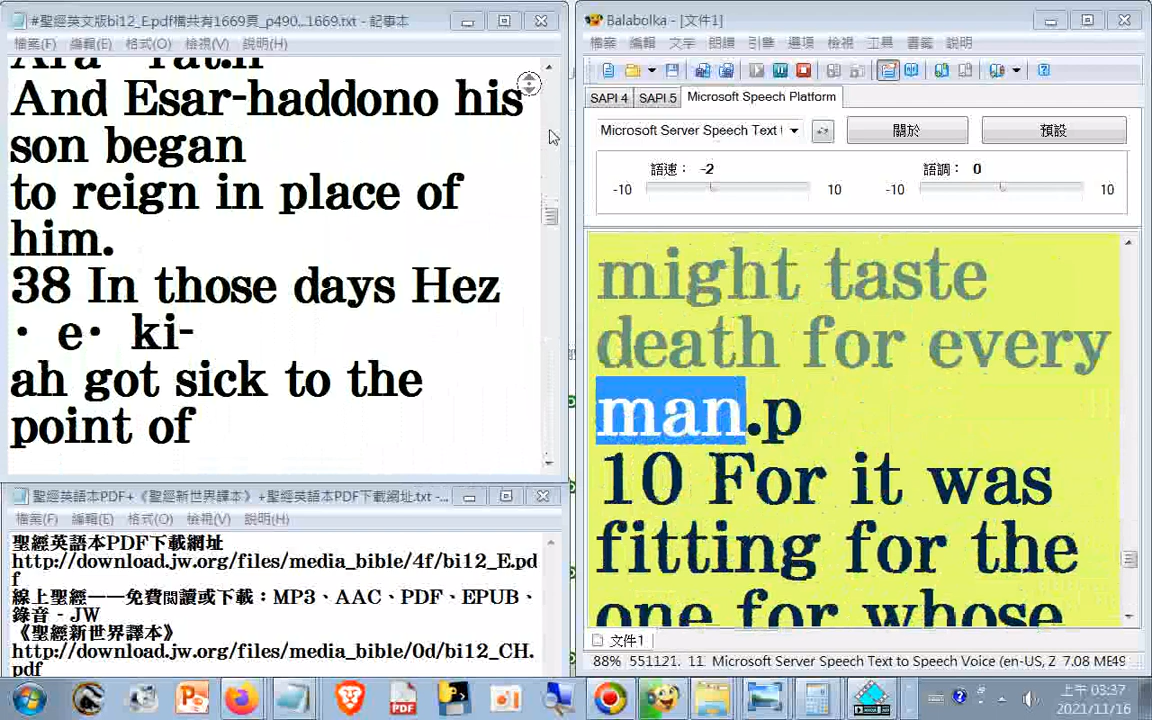 #聖經英文版bi12_E.pdf檔共有1669頁_p490,..1669.txt - 記事本
檔案(F) 編輯(E) 格式(O) 檢視(V) 說明(H)
And Esar-haddono his
son began
to reign in place of
him.
38 In those days Hez
· e· ki-
ah got sick to the
point of
聖經英語本PDF+《聖經新世界譯本》+聖經英語本PDF下載網址.txt -...
檔案(F) 編輯(E) 格式(O) 檢視(V) 說明(H)
聖經英語本PDF下載網址
http://download.jw.org/files/media_bible/4f/bi12_E.pd
f
線上聖經——免費閱讀或下載：MP3、AAC、PDF、EPUB、
錄音 - JW
《聖經新世界譯本》
http://download.jw.org/files/media_bible/0d/bi12_CH.
pdf
Balabolka - [文件1]
檔案 編輯 文字 朗讀 引擎 選項 檢視 工具 書籤 說明
SAPI 4 SAPI 5 Microsoft Speech Platform
Microsoft Server Speech Text 關於 預設
語速： -2 語調： 0
-10 10 -10 10
might taste
death for every
man.p
10 For it was
fitting for the
one for whose
文件1
88% 551121. 11 Microsoft Server Speech Text to Speech Voice (en-US, Z 7.08 ME49
上午 03:37
2021/11/16